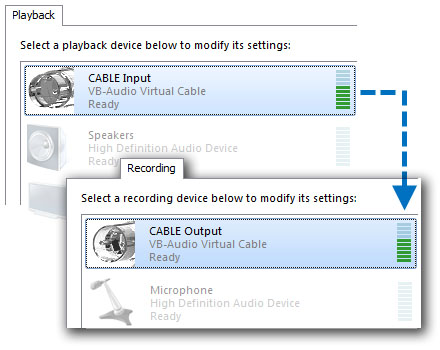 Playback
Select a playback device below to modify its settings:
CABLE Input
VB-Audio Virtual Cable
Ready
Speakers
High Definition Audio Device
Ready
Recording
Select a recording device below to modify its settings:
CABLE Output
VB-Audio Virtual Cable
Ready
Microphone
High Definition Audio Device
Ready